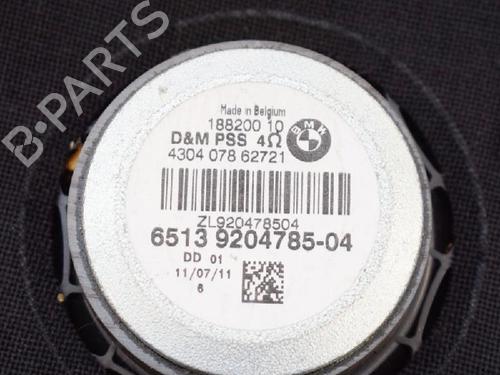 Made in Belgium
188200 10
D&M PSS 4Ω
4304 078 62721
BMW
ZL920478504
6513 9204785-04
DD 01
11/07/11
6
B-PARTS